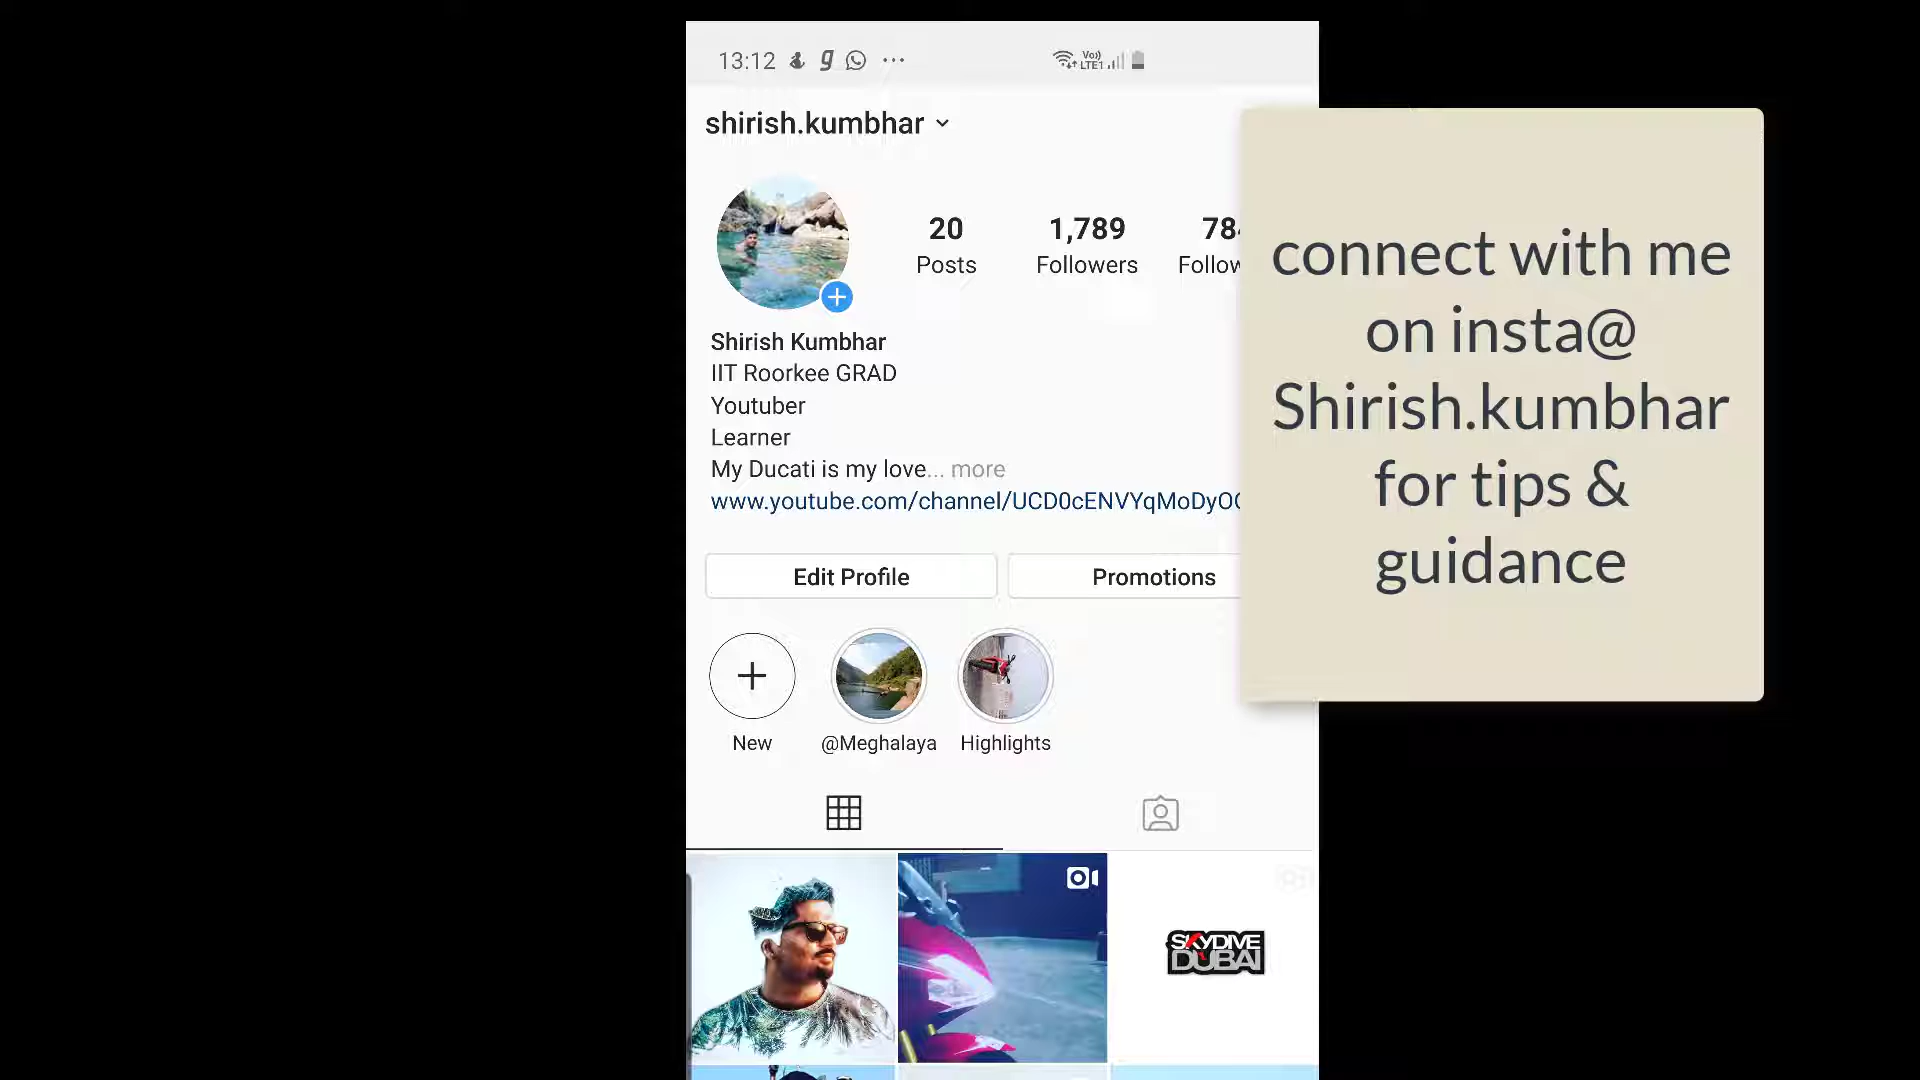 13:12
Vo)) LTE1
shirish.kumbhar
20
1,789
Posts
Followers
Shirish Kumbhar
IIT Roorkee GRAD
Youtuber
Learner
My Ducati is my love... more
www.youtube.com/channel/UCD0cENVYqMoDyO
Edit Profile
Promotions
New
@Meghalaya
Highlights
SKYDIVE
DUBAI
connect with me
on insta@
Shirish.kumbhar
for tips &
guidance